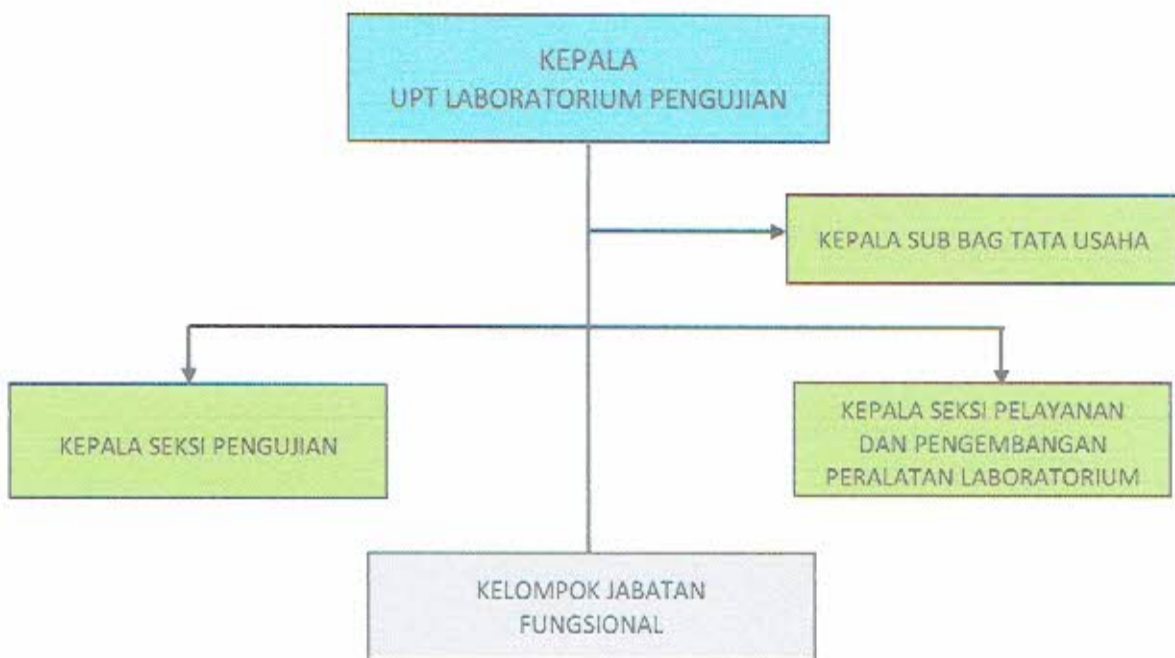 KEPALA
UPT LABORATORIUM PENGUJIAN
KEPALA SUB BAG TATA USAHA
KEPALA SEKSI PENGUJIAN
KEPALA SEKSI PELAYANAN
DAN PENGEMBANGAN
PERALATAN LABORATORIUM
KELOMPOK JABATAN
FUNGSIONAL